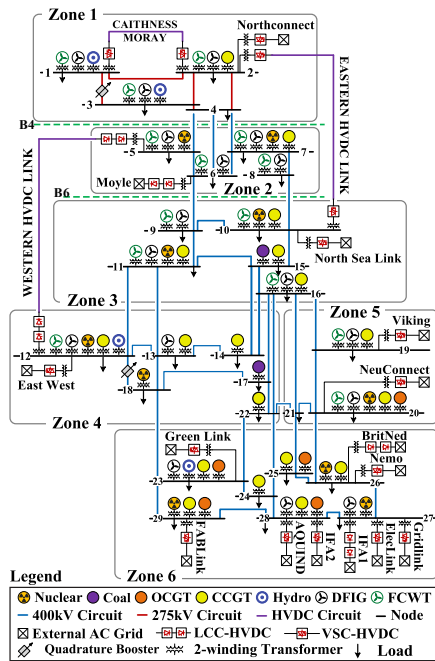 Zone 1
CAITHNESS
MORAY
Northconnect
-1
2-
-3
4
B4
EASTERN HVDC LINK
WESTERN HVDC LINK
-5
7-
6
-8
Moyle
Zone 2
B6
-9
-10
North Sea Link
-11
15
16
Zone 3
Zone 5
Viking
19
-12
-13
-14
East West
-18
-17
NeuConnect
-22
-21
20
Zone 4
Green Link
BritNed
Nemo
-23
-25
26
-24
-29
-28
27-
FABLink
AQUIND
IFA2
IFA1
ElecLink
Gridlink
Zone 6
Legend
Nuclear Coal OCGT CCGT Hydro DFIG FCWT
400kV Circuit 275kV Circuit HVDC Circuit Node
External AC Grid LCC-HVDC VSC-HVDC
Quadrature Booster 2-winding Transformer Load